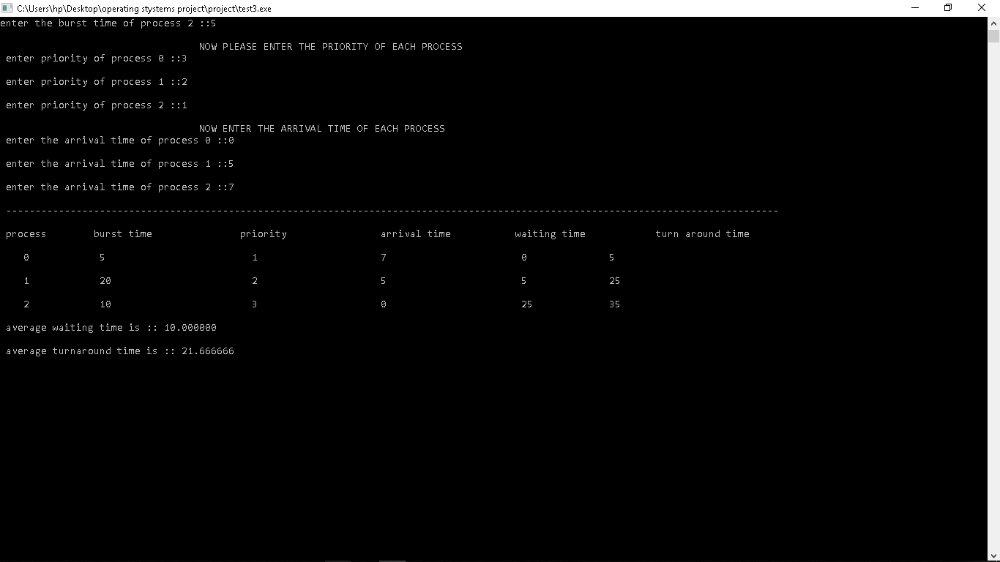 C:\Users\hp\Desktop\operating stystems project\project\test3.exe
enter the burst time of process 2 ::5
NOW PLEASE ENTER THE PRIORITY OF EACH PROCESS
enter priority of process 0 ::3
enter priority of process 1 ::2
enter priority of process 2 ::1
NOW ENTER THE ARRIVAL TIME OF EACH PROCESS
enter the arrival time of process 0 ::0
enter the arrival time of process 1 ::5
enter the arrival time of process 2 ::7
------------------------------------------------------------------------------------------------------------------------------------
process burst time priority arrival time waiting time turn around time
0 5 1 7 0 5
1 20 2 5 5 25
2 10 3 0 25 35
average waiting time is :: 10.000000
average turnaround time is :: 21.666666